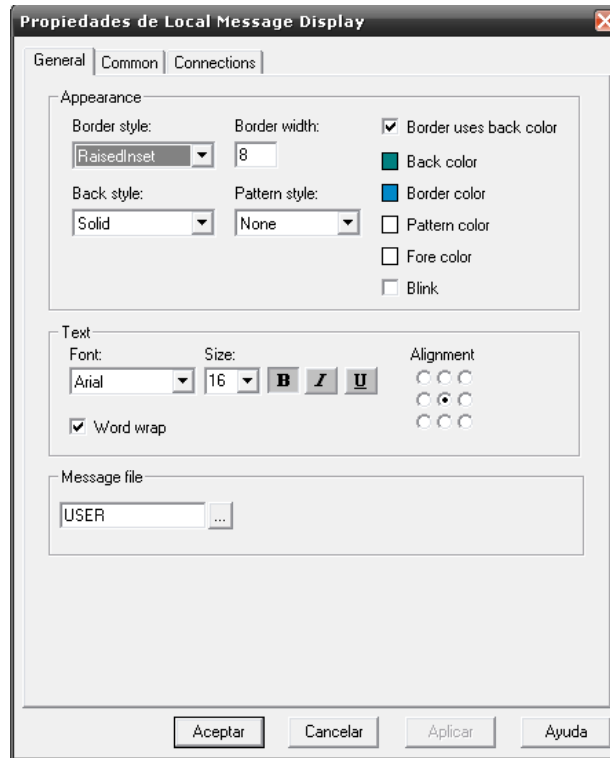 Propiedades de Local Message Display
General Common Connections
Appearance
Border style: Border width: Border uses back color
RaisedInset 8
Back color
Back style: Pattern style: Border color
Solid None Pattern color
Fore color
Blink
Text
Font: Size: Alignment
Arial 16 B I U
Word wrap
Message file
USER ...
Aceptar Cancelar Aplicar Ayuda